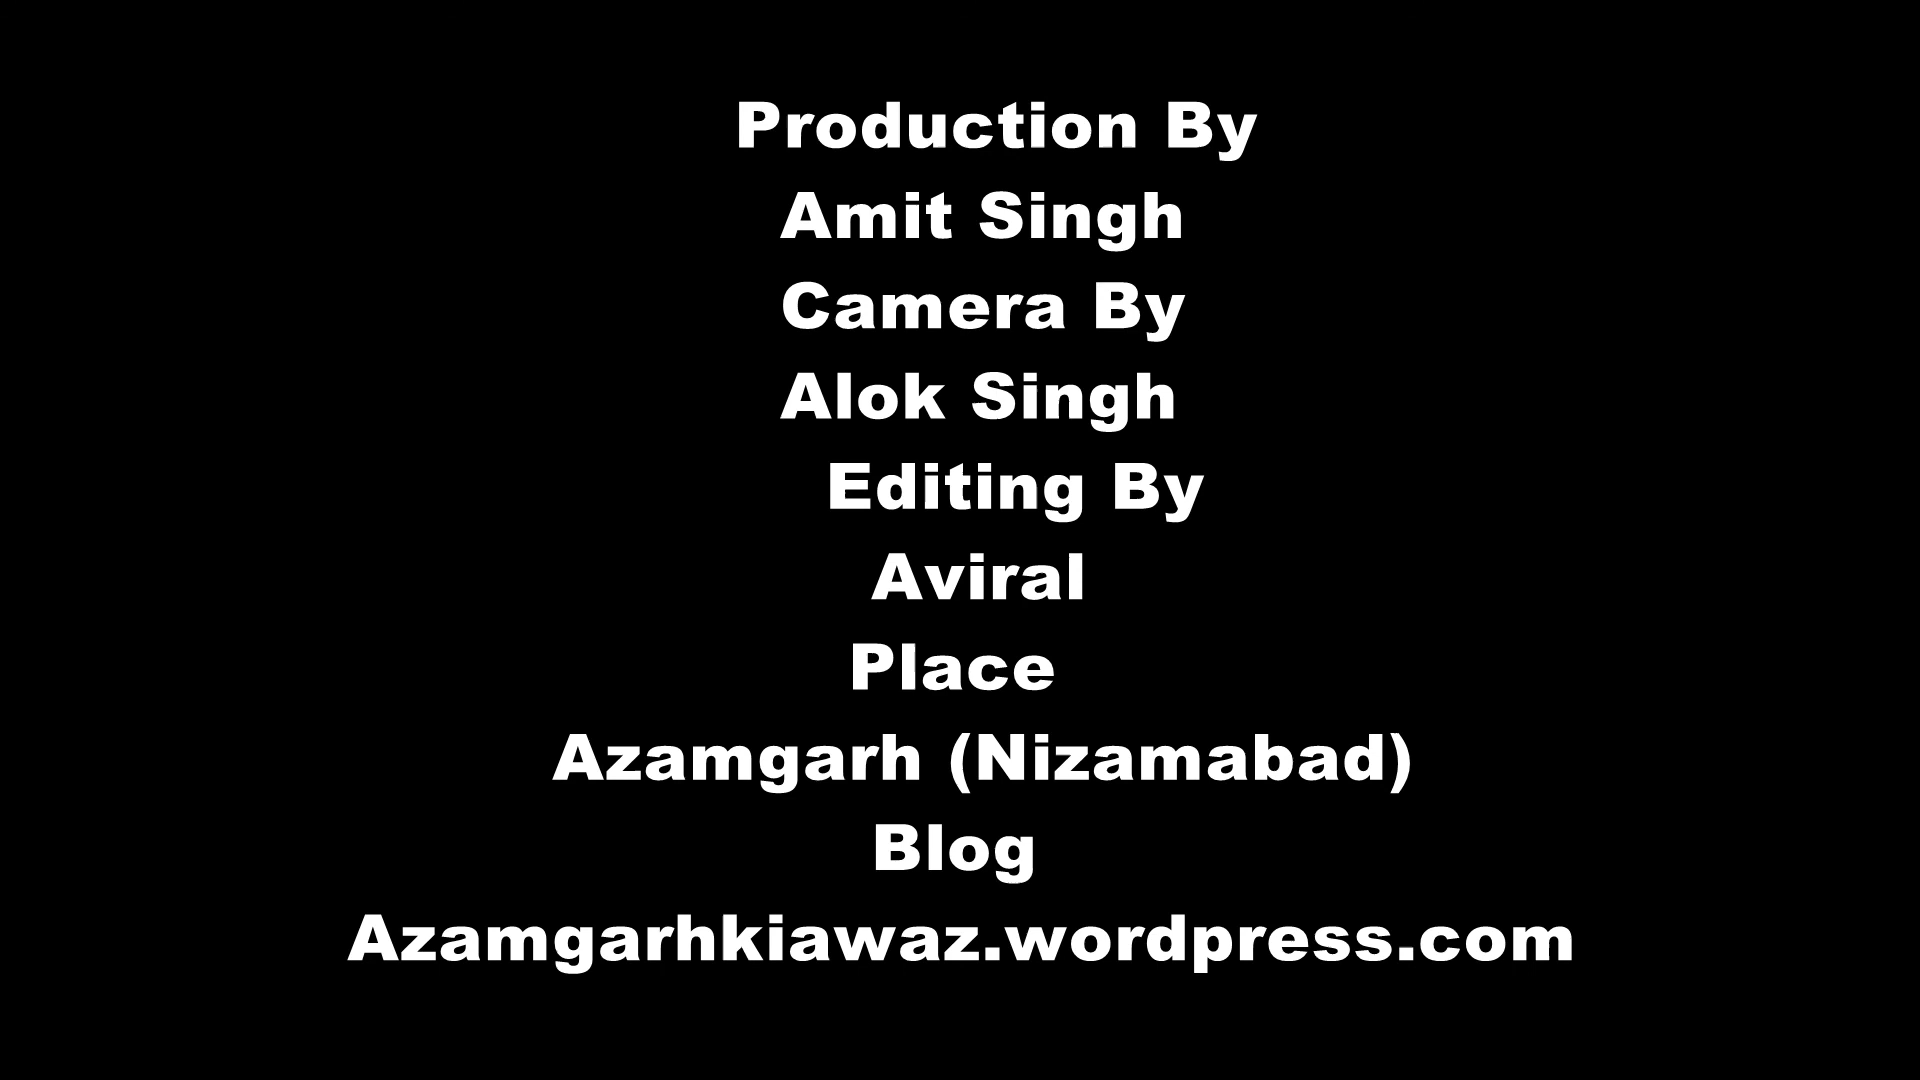 Production By
Amit Singh
Camera By
Alok Singh
Editing By
Aviral
Place
Azamgarh (Nizamabad)
Blog
Azamgarhkiawaz.wordpress.com